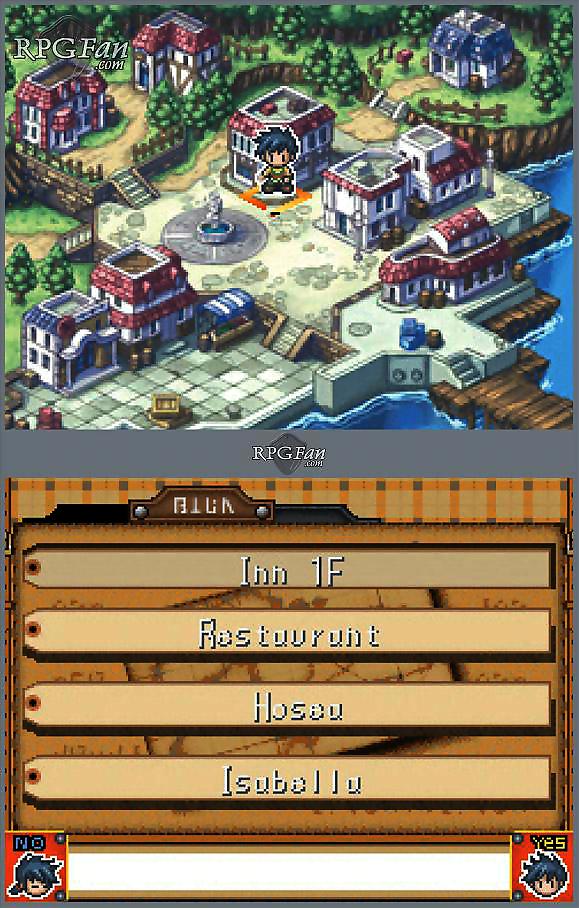 RPGFan
.com
RPGFan
.com
Inn 1F
Restaurant
Hosea
Isabella
NO
Yes